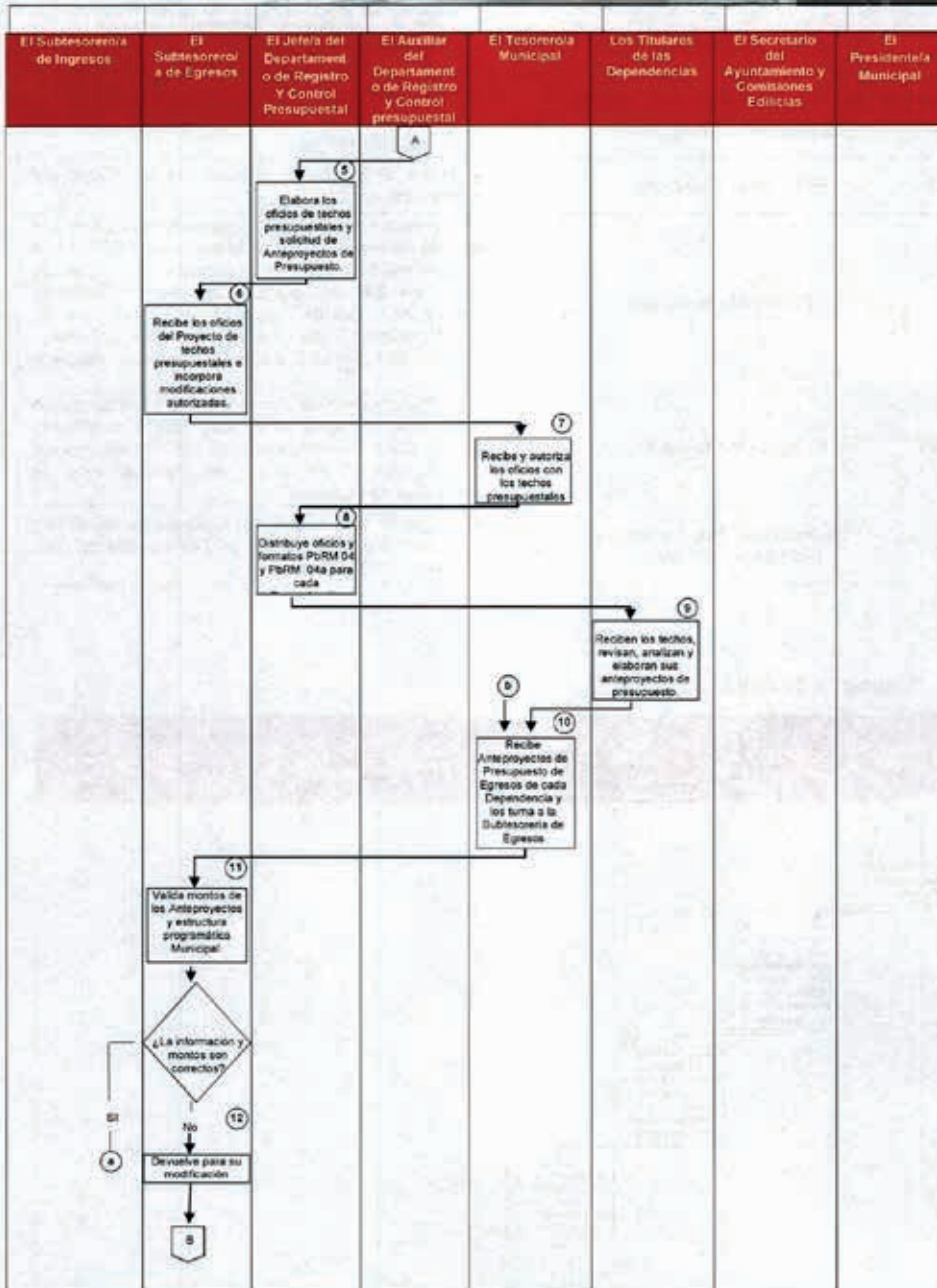 El Subtesorero/a
de Ingresos
El
Subtesorero/
a de Egresos
El Jefe/a del
Departament
o de Registro
Y Control
Presupuestal
El Auxiliar
del
Departament
o de Registro
y Control
presupuestal
El Tesorero/a
Municipal
Los Titulares
de las
Dependencias
El Secretario
del
Ayuntamiento y
Comisiones
Edilicias
El
Presidente/a
Municipal
A
5
Elabora los
oficios de techos
presupuestales y
solicitud de
Anteproyectos de
Presupuesto.
6
Recibe los oficios
del Proyecto de
techos
presupuestales e
incorpora
modificaciones
autorizadas.
7
Recibe y autoriza
los oficios con
los techos
presupuestales
8
Distribuye oficios y
formatos PbRM 04
y PbRM 04a para
cada
9
Reciben los techos,
revisan, analizan y
elaboran sus
anteproyectos de
presupuesto.
b
10
Recibe
Anteproyectos de
Presupuesto de
Egresos de cada
Dependencia y
los turna a la
Subtesorería de
Egresos
11
Valida montos de
los Anteproyectos
y estructura
programática
Municipal
¿La información y
montos son
correctos?
SI
No
12
a
Devuelve para su
modificación
B